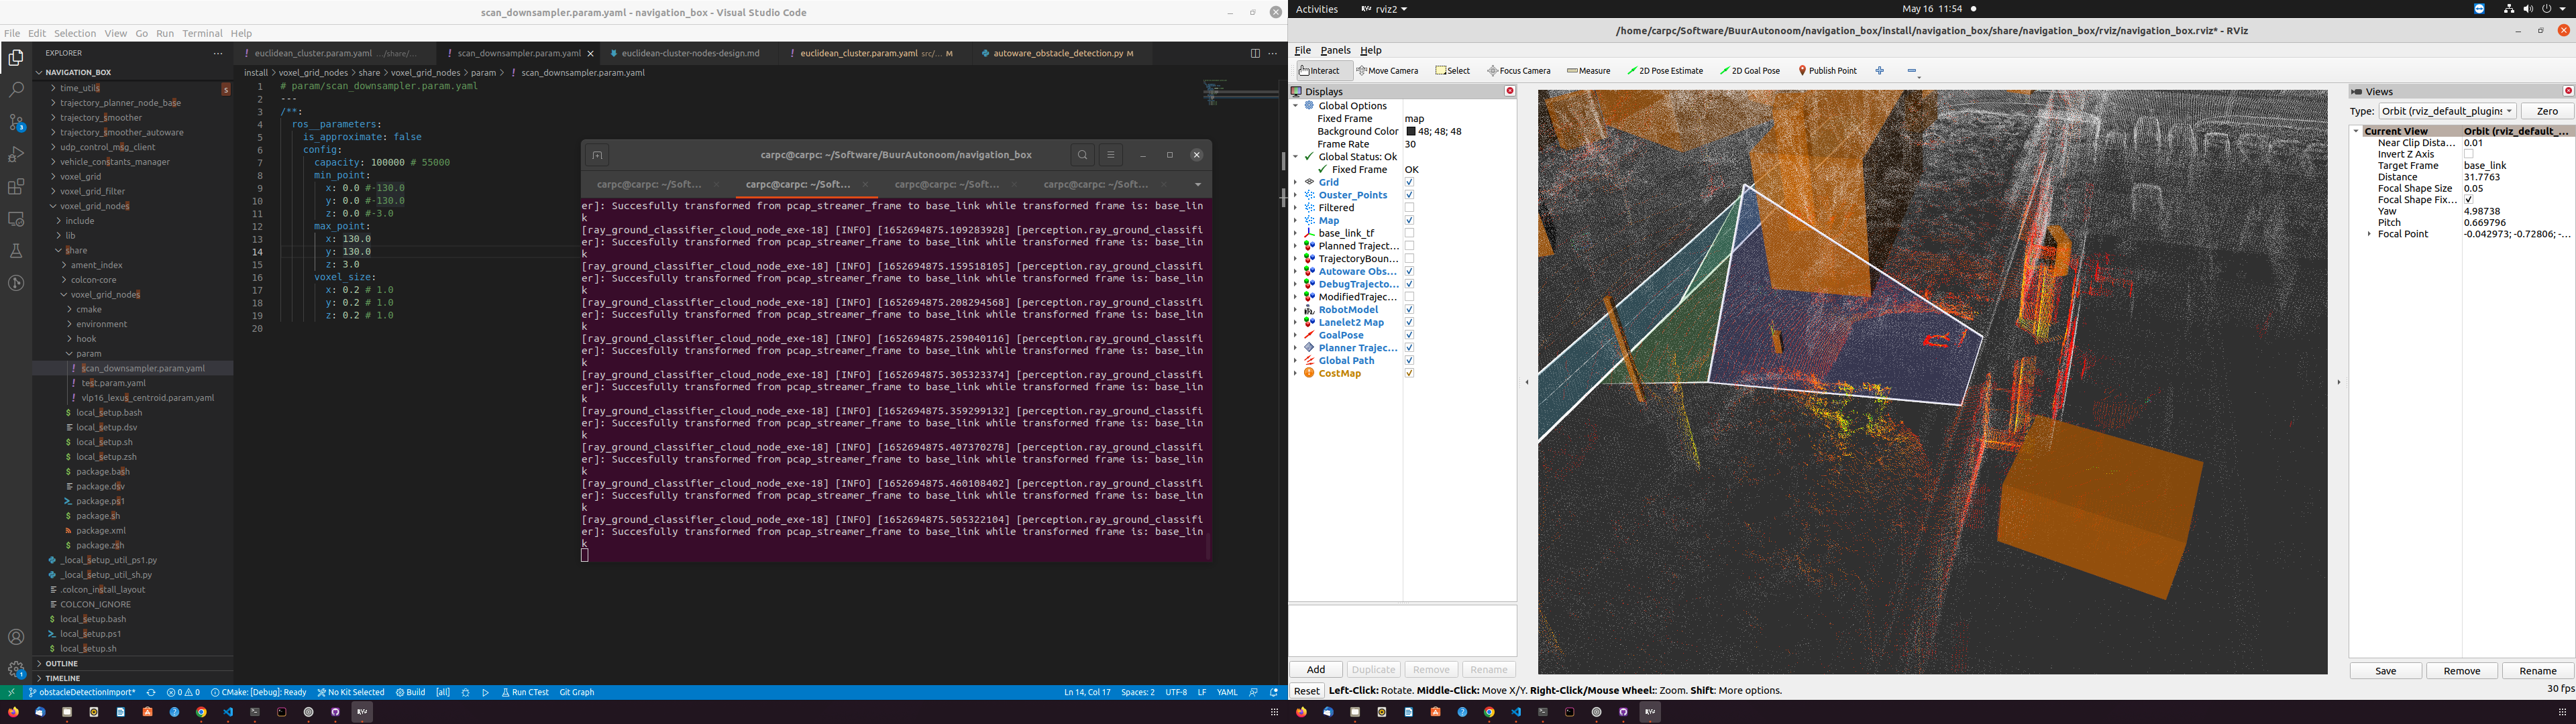 scan_downsampler.param.yaml - navigation_box - Visual Studio Code
File Edit Selection View Go Run Terminal Help
EXPLORER
NAVIGATION_BOX
time_utils
5
trajectory_planner_node_base
trajectory_smoother
trajectory_smoother_autoware
udp_control_msg_client
vehicle_constants_manager
voxel_grid
voxel_grid_filter
voxel_grid_nodes
include
lib
share
ament_index
colcon-core
voxel_grid_nodes
cmake
environment
hook
param
scan_downsampler.param.yaml
test.param.yaml
vlp16_lexus_centroid.param.yaml
local_setup.bash
local_setup.dsv
local_setup.sh
local_setup.zsh
package.bash
package.dsv
package.ps1
package.sh
package.xml
package.zsh
_local_setup_util_ps1.py
_local_setup_util_sh.py
.colcon_install_layout
COLCON_IGNORE
local_setup.bash
local_setup.ps1
local_setup.sh
OUTLINE
TIMELINE
euclidean_cluster.param.yaml .../share/...
scan_downsampler.param.yaml
euclidean-cluster-nodes-design.md
euclidean_cluster.param.yaml src/... M
autoware_obstacle_detection.py M
install > voxel_grid_nodes > share > voxel_grid_nodes > param > ! scan_downsampler.param.yaml
1 # param/scan_downsampler.param.yaml
2 ---
3 /**:
4 ros__parameters:
5 is_approximate: false
6 config:
7 capacity: 100000 # 55000
8 min_point:
9 x: 0.0 #-130.0
10 y: 0.0 #-130.0
11 z: 0.0 #-3.0
12 max_point:
13 x: 130.0
14 y: 130.0
15 z: 3.0
16 voxel_size:
17 x: 0.2 # 1.0
18 y: 0.2 # 1.0
19 z: 0.2 # 1.0
20
carpc@carpc: ~/Software/BuurAutonoom/navigation_box
carpc@carpc: ~/Soft...
carpc@carpc: ~/Soft...
carpc@carpc: ~/Soft...
carpc@carpc: ~/Soft...
er]: Succesfully transformed from pcap_streamer_frame to base_link while transformed frame is: base_lin
k
[ray_ground_classifier_cloud_node_exe-18] [INFO] [1652694875.109283928] [perception.ray_ground_classifi
er]: Succesfully transformed from pcap_streamer_frame to base_link while transformed frame is: base_lin
k
[ray_ground_classifier_cloud_node_exe-18] [INFO] [1652694875.159518105] [perception.ray_ground_classifi
er]: Succesfully transformed from pcap_streamer_frame to base_link while transformed frame is: base_lin
k
[ray_ground_classifier_cloud_node_exe-18] [INFO] [1652694875.208294568] [perception.ray_ground_classifi
er]: Succesfully transformed from pcap_streamer_frame to base_link while transformed frame is: base_lin
k
[ray_ground_classifier_cloud_node_exe-18] [INFO] [1652694875.259040116] [perception.ray_ground_classifi
er]: Succesfully transformed from pcap_streamer_frame to base_link while transformed frame is: base_lin
k
[ray_ground_classifier_cloud_node_exe-18] [INFO] [1652694875.305323374] [perception.ray_ground_classifi
er]: Succesfully transformed from pcap_streamer_frame to base_link while transformed frame is: base_lin
k
[ray_ground_classifier_cloud_node_exe-18] [INFO] [1652694875.359299132] [perception.ray_ground_classifi
er]: Succesfully transformed from pcap_streamer_frame to base_link while transformed frame is: base_lin
k
[ray_ground_classifier_cloud_node_exe-18] [INFO] [1652694875.407370278] [perception.ray_ground_classifi
er]: Succesfully transformed from pcap_streamer_frame to base_link while transformed frame is: base_lin
k
[ray_ground_classifier_cloud_node_exe-18] [INFO] [1652694875.460108402] [perception.ray_ground_classifi
er]: Succesfully transformed from pcap_streamer_frame to base_link while transformed frame is: base_lin
k
[ray_ground_classifier_cloud_node_exe-18] [INFO] [1652694875.505322104] [perception.ray_ground_classifi
er]: Succesfully transformed from pcap_streamer_frame to base_link while transformed frame is: base_lin
k
obstacleDetectionImport* 0 0 CMake: [Debug]: Ready No Kit Selected Build [all] Run CTest Git Graph
Ln 14, Col 17 Spaces: 2 UTF-8 LF YAML
Activities rviz2 May 16 11:54
/home/carpc/Software/BuurAutonoom/navigation_box/install/navigation_box/share/navigation_box/rviz/navigation_box.rviz* - RViz
File Panels Help
Interact Move Camera Select Focus Camera Measure 2D Pose Estimate 2D Goal Pose Publish Point
Displays
Global Options
Fixed Frame map
Background Color 48; 48; 48
Frame Rate 30
Global Status: Ok
Fixed Frame OK
Grid
Ouster_Points
Filtered
Map
base_link_tf
Planned Traject...
TrajectoryBoun...
Autoware Obs...
DebugTrajecto...
ModifiedTrajec...
RobotModel
Lanelet2 Map
GoalPose
Planner Trajec...
Global Path
CostMap
Add Duplicate Remove Rename
Reset Left-Click: Rotate. Middle-Click: Move X/Y. Right-Click/Mouse Wheel:: Zoom. Shift: More options.
30 fps
Views
Type: Orbit (rviz_default_plugins Zero
Current View Orbit (rviz_default_...
Near Clip Dista... 0.01
Invert Z Axis
Target Frame base_link
Distance 31.7763
Focal Shape Size 0.05
Focal Shape Fix...
Yaw 4.98738
Pitch 0.669796
Focal Point -0.042973; -0.72806; -...
Save Remove Rename